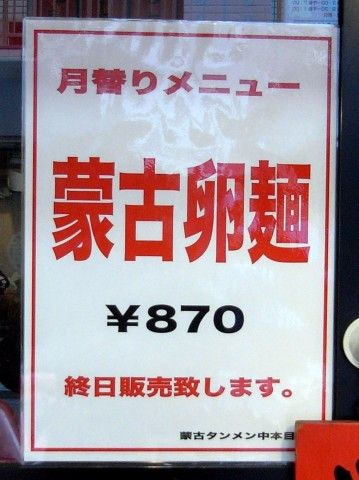 月替りメニュー
蒙古卵麺
¥870
終日販売致します。
蒙古タンメン中本目